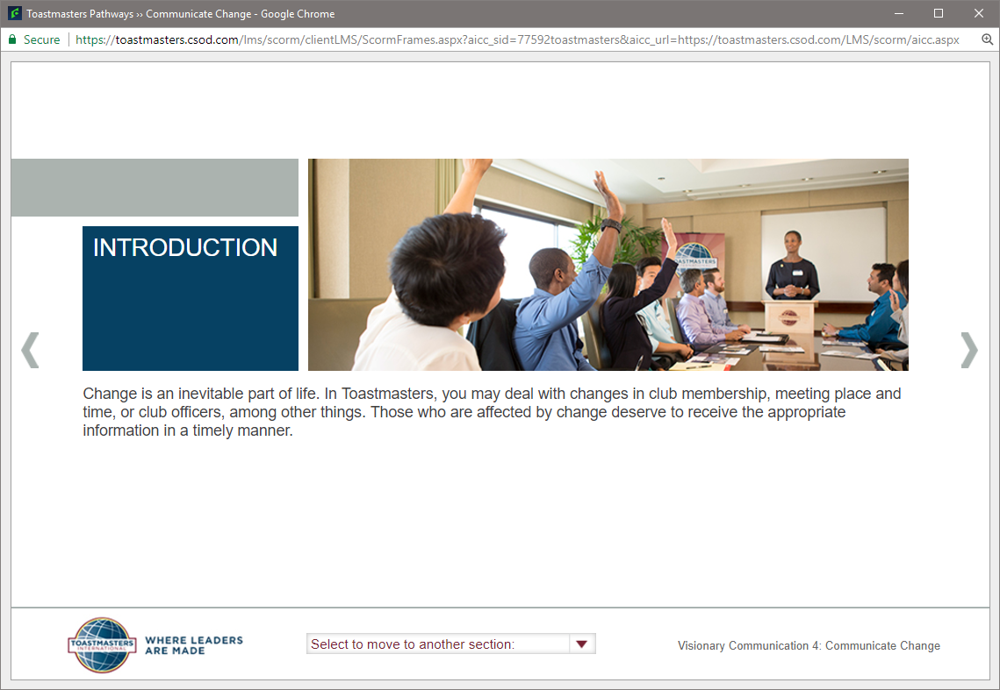 Toastmasters Pathways ›› Communicate Change - Google Chrome
Secure
https://toastmasters.csod.com/lms/scorm/clientLMS/ScormFrames.aspx?aicc_sid=77592toastmasters&aicc_url=https://toastmasters.csod.com/LMS/scorm/aicc.aspx
INTRODUCTION
TOASTMASTERS
Change is an inevitable part of life. In Toastmasters, you may deal with changes in club membership, meeting place and
time, or club officers, among other things. Those who are affected by change deserve to receive the appropriate
information in a timely manner.
TOASTMASTERS
INTERNATIONAL
WHERE LEADERS
ARE MADE
Select to move to another section:
Visionary Communication 4: Communicate Change